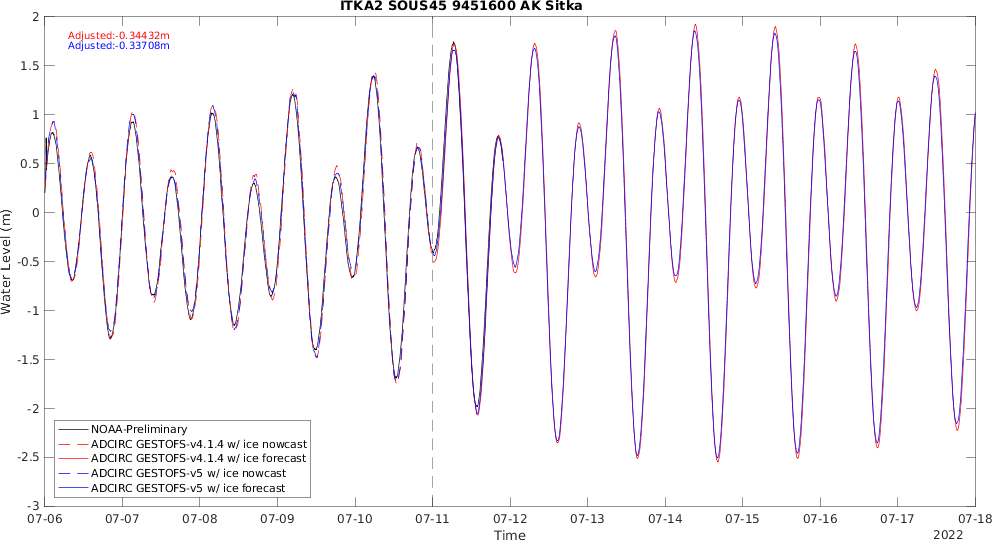 ITKA2 SOUS45 9451600 AK Sitka
Adjusted:-0.34432m
Adjusted:-0.33708m
2
1.5
1
0.5
0
-0.5
-1
-1.5
-2
-2.5
-3
Water Level (m)
NOAA-Preliminary
ADCIRC GESTOFS-v4.1.4 w/ ice nowcast
ADCIRC GESTOFS-v4.1.4 w/ ice forecast
ADCIRC GESTOFS-v5 w/ ice nowcast
ADCIRC GESTOFS-v5 w/ ice forecast
07-06 07-07 07-08 07-09 07-10 07-11 07-12 07-13 07-14 07-15 07-16 07-17 07-18
Time
2022